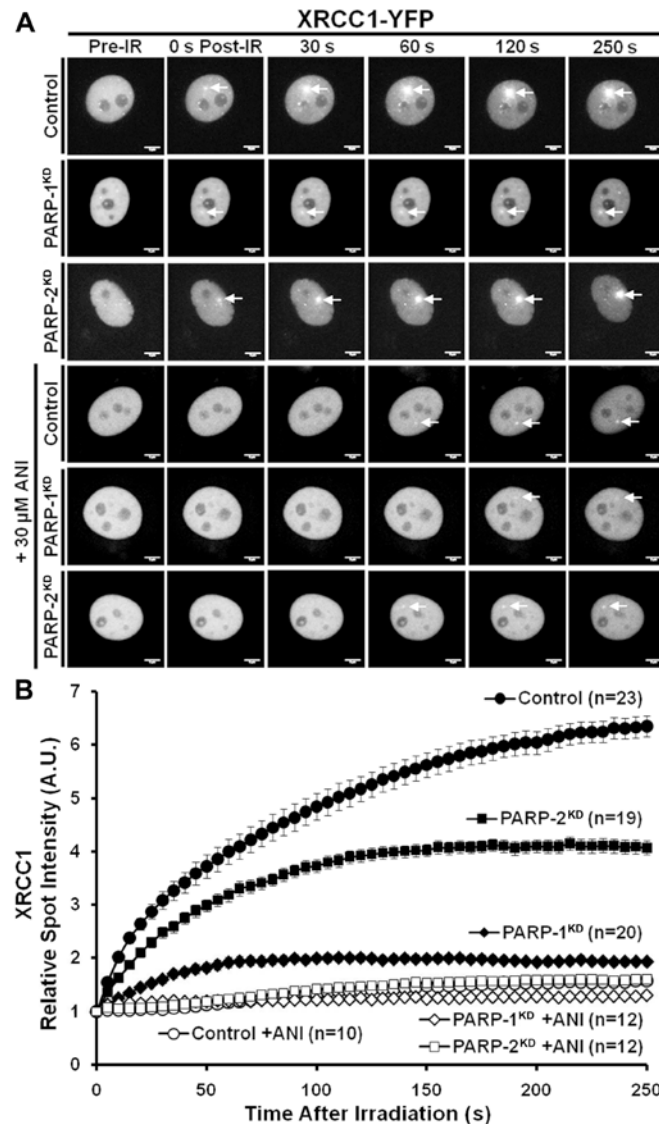 A
XRCC1-YFP
Pre-IR 0 s Post-IR 30 s 60 s 120 s 250 s
Control
PARP-1KD
PARP-2KD
+ 30 µM ANI
Control
PARP-1KD
PARP-2KD
B
XRCC1
Relative Spot Intensity (A.U.)
7
6
5
4
3
2
1
0
Control (n=23)
PARP-2KD (n=19)
PARP-1KD (n=20)
Control +ANI (n=10)
PARP-1KD +ANI (n=12)
PARP-2KD +ANI (n=12)
0 50 100 150 200 250
Time After Irradiation (s)